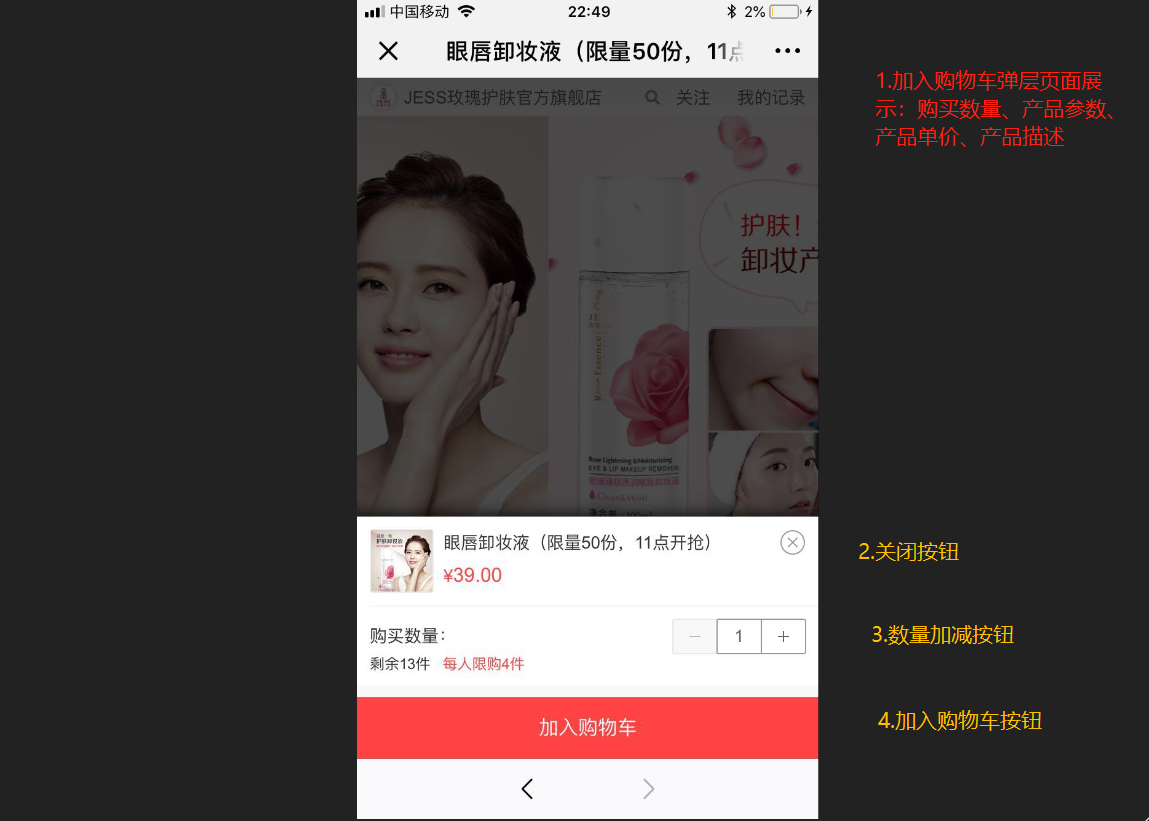 中国移动 22:49 2%
眼唇卸妆液（限量50份，11点
JESS玫瑰护肤官方旗舰店 关注 我的记录
护肤！
卸妆产
Rose Essence
Rose Lightening &Moisturizing
EYE & LIP MAKEUP REMOVER
Clean&Moist
净含量
眼唇卸妆液（限量50份，11点开抢）
¥39.00
购买数量：
1
剩余13件 每人限购4件
加入购物车
1.加入购物车弹层页面展
示：购买数量、产品参数、
产品单价、产品描述
2.关闭按钮
3.数量加减按钮
4.加入购物车按钮